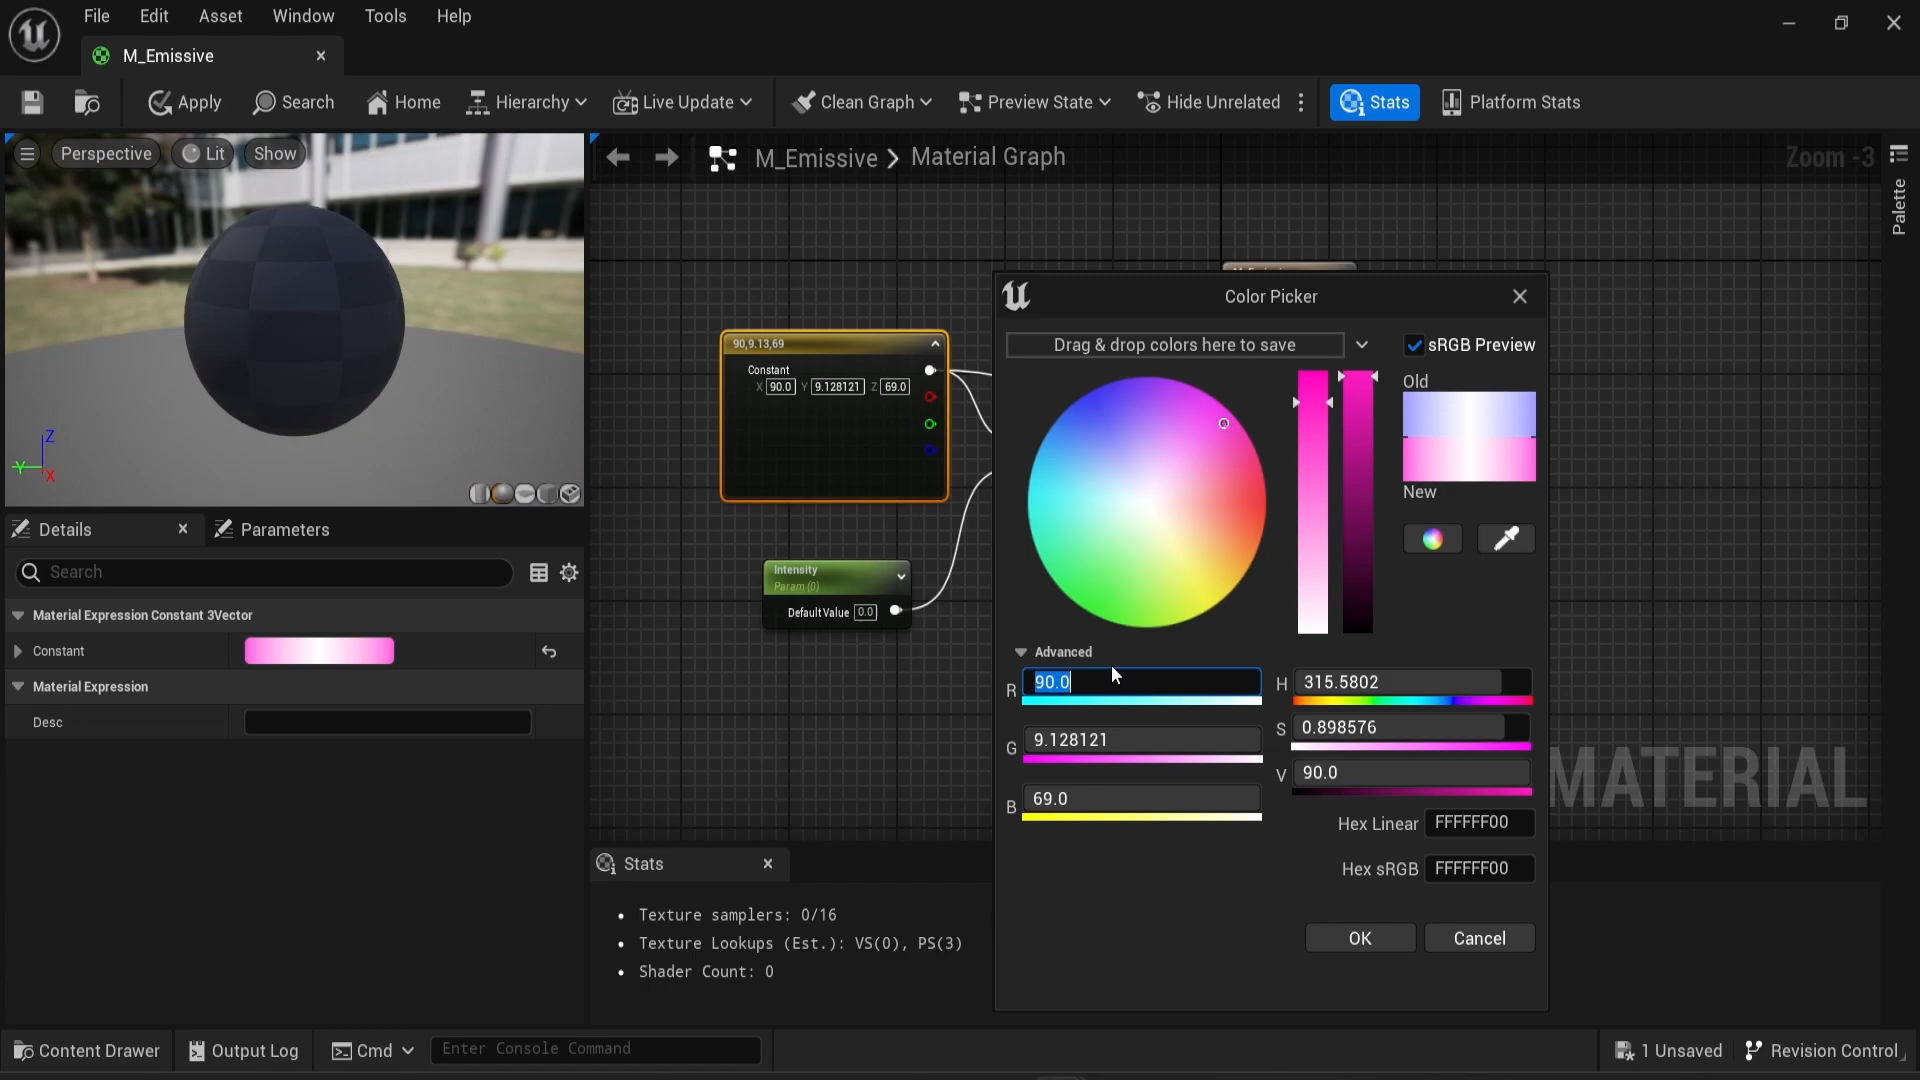 File Edit Asset Window Tools Help
M_Emissive
Apply Search Home Hierarchy Live Update Clean Graph Preview State Hide Unrelated Stats Platform Stats
Perspective Lit Show
M_Emissive Material Graph Zoom -3
Palette
Z
Y
X
90,9.13,69
Constant
X 90.0 Y 9.128121 Z 69.0
Intensity
Param (0)
Default Value 0.0
Color Picker
Drag & drop colors here to save
sRGB Preview
Old
New
Advanced
R 90.0
G 9.128121
B 69.0
H 315.5802
S 0.898576
V 90.0
Hex Linear FFFFFF00
Hex sRGB FFFFFF00
OK Cancel
MATERIAL
Details Parameters
Search
Material Expression Constant 3Vector
Constant
Material Expression
Desc
Stats
Texture samplers: 0/16
Texture Lookups (Est.): VS(0), PS(3)
Shader Count: 0
Content Drawer Output Log Cmd Enter Console Command 1 Unsaved Revision Control